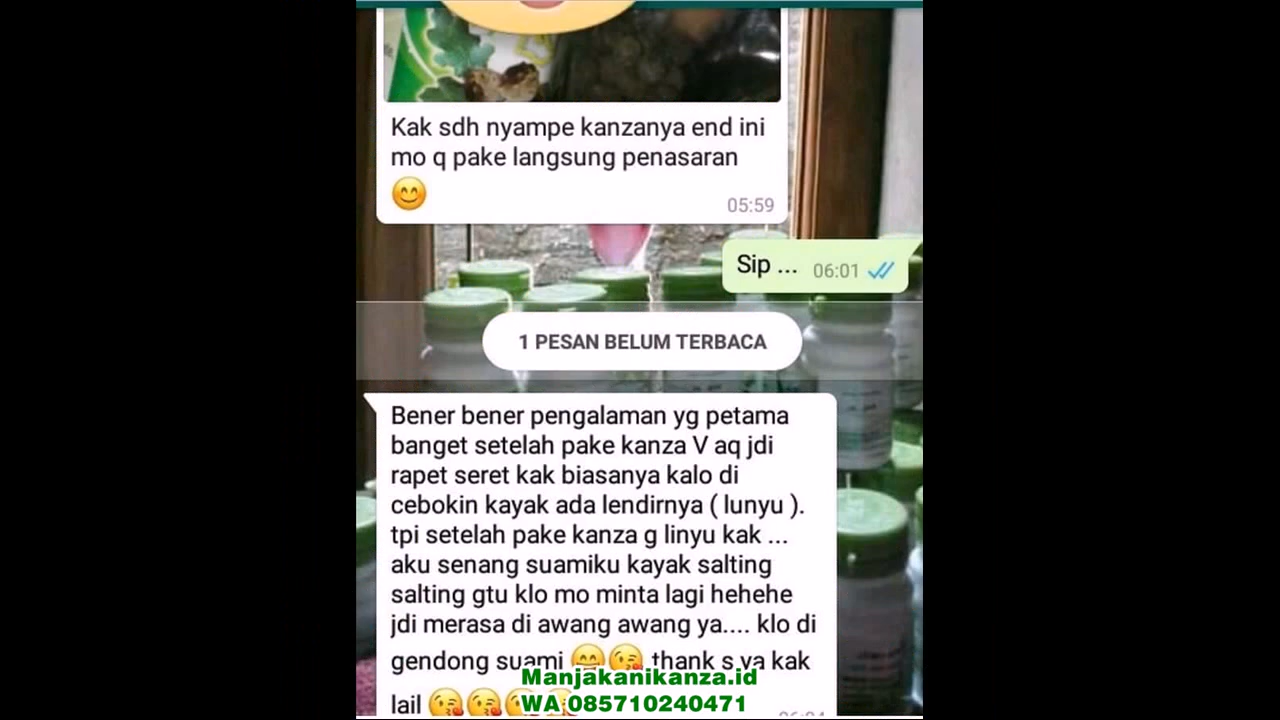 Kak sdh nyampe kanzanya end ini
mo q pake langsung penasaran
😊
05:59
Sip ... 06:01
1 PESAN BELUM TERBACA
Bener bener pengalaman yg petama
banget setelah pake kanza V aq jdi
rapet seret kak biasanya kalo di
cebokin kayak ada lendirnya ( lunyu ).
tpi setelah pake kanza g linyu kak ...
aku senang suamiku kayak salting
salting gtu klo mo minta lagi hehehe
jdi merasa di awang awang ya.... klo di
gendong suami 🤗😘 thank s ya kak
lail 😘😘😘😘
Manjakanikanza.id
WA 085710240471